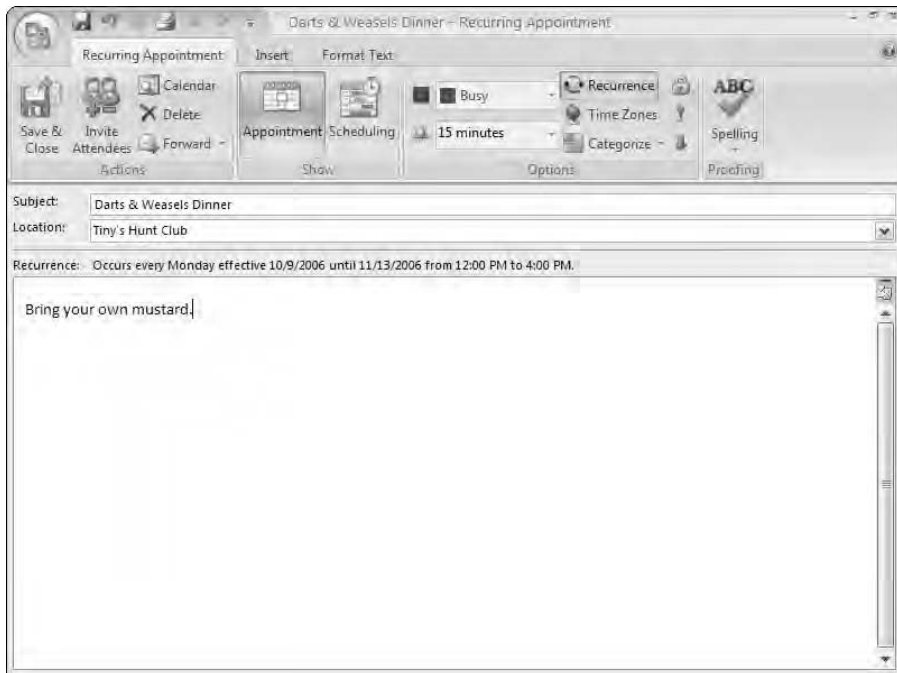 Darts & Weasels Dinner - Recurring Appointment
Recurring Appointment Insert Format Text
Save & Close
Invite Attendees
Calendar
Delete
Forward
Actions
Appointment
Scheduling
Show
Busy
15 minutes
Recurrence
Time Zones
Categorize
Options
ABC
Spelling
Proofing
Subject: Darts & Weasels Dinner
Location: Tiny's Hunt Club
Recurrence: Occurs every Monday effective 10/9/2006 until 11/13/2006 from 12:00 PM to 4:00 PM.
Bring your own mustard.